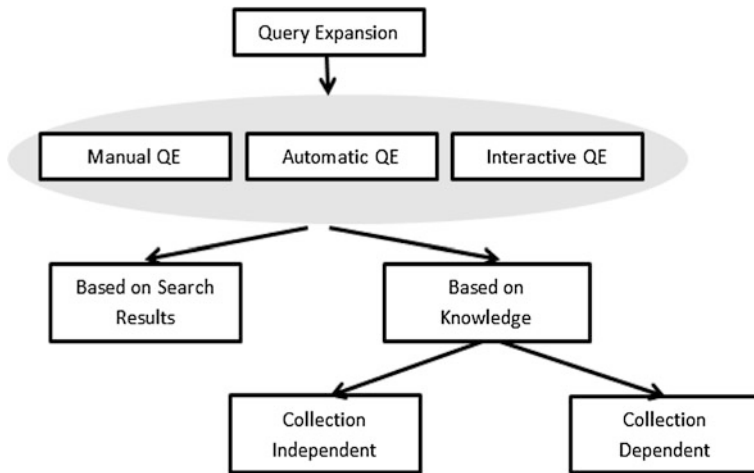 Query Expansion
Manual QE
Automatic QE
Interactive QE
Based on Search
Results
Based on
Knowledge
Collection
Independent
Collection
Dependent